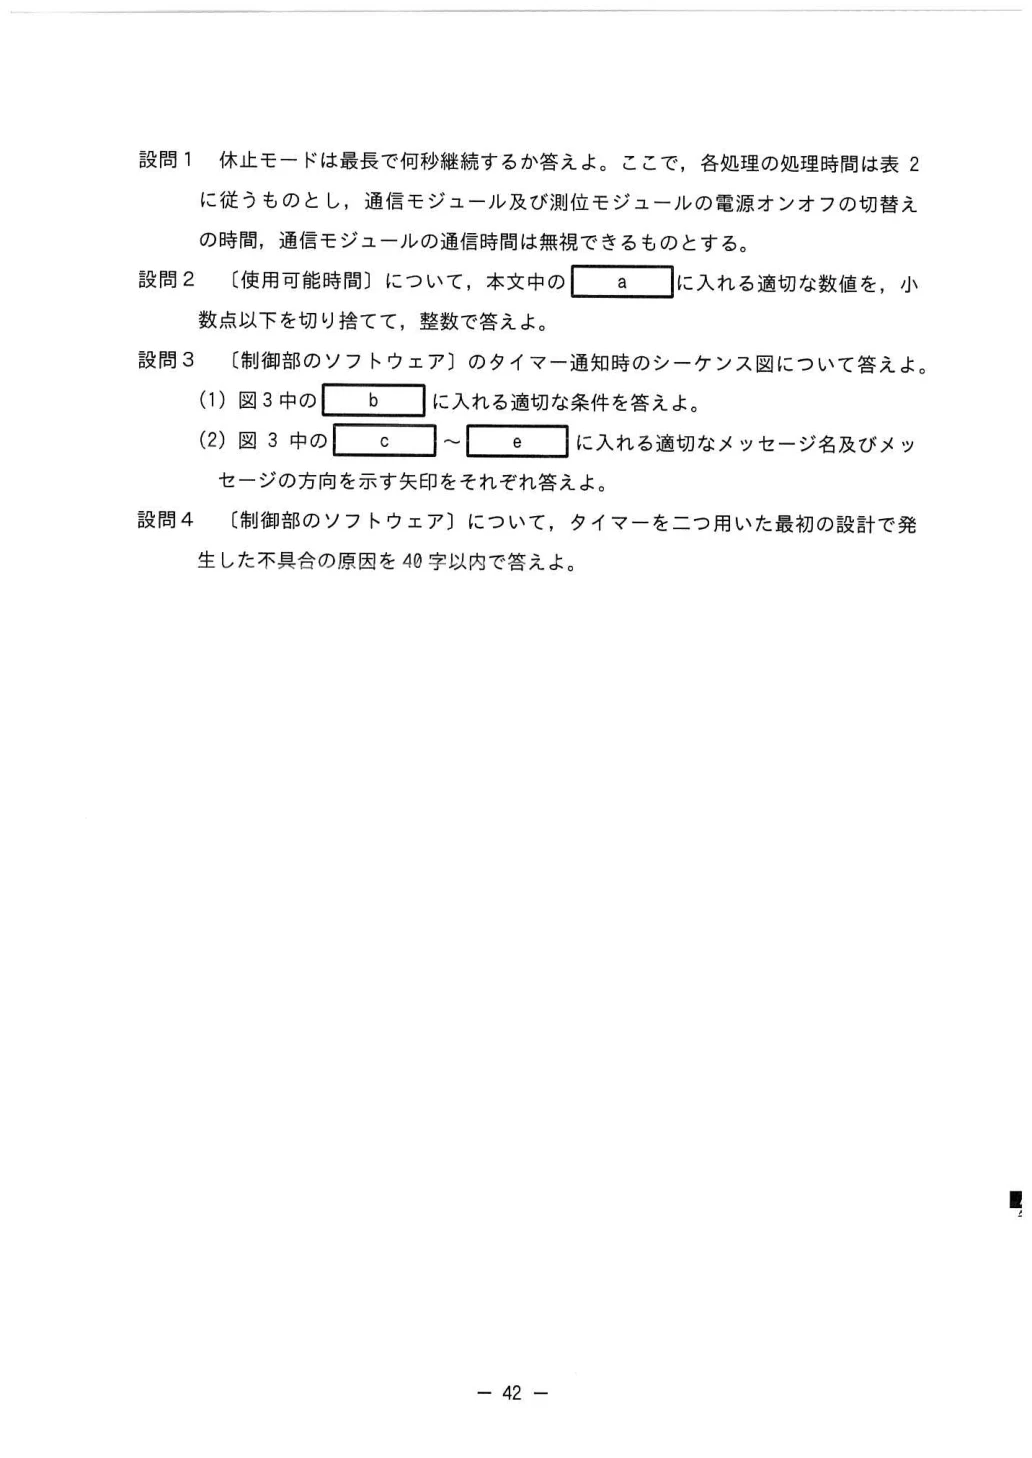 設問1 休止モードは最長で何秒継続するか答えよ。ここで，各処理の処理時間は表 2
に従うものとし，通信モジュール及び測位モジュールの電源オンオフの切替え
の時間，通信モジュールの通信時間は無視できるものとする。
設問2 〔使用可能時間〕について，本文中の a に入れる適切な数値を，小
数点以下を切り捨てて，整数で答えよ。
設問3 〔制御部のソフトウェア〕のタイマー通知時のシーケンス図について答えよ。
(1) 図3中の b に入れる適切な条件を答えよ。
(2) 図 3 中の c ～ e に入れる適切なメッセージ名及びメッ
セージの方向を示す矢印をそれぞれ答えよ。
設問4 〔制御部のソフトウェア〕について，タイマーを二つ用いた最初の設計で発
生した不具合の原因を 40 字以内で答えよ。
— 42 —